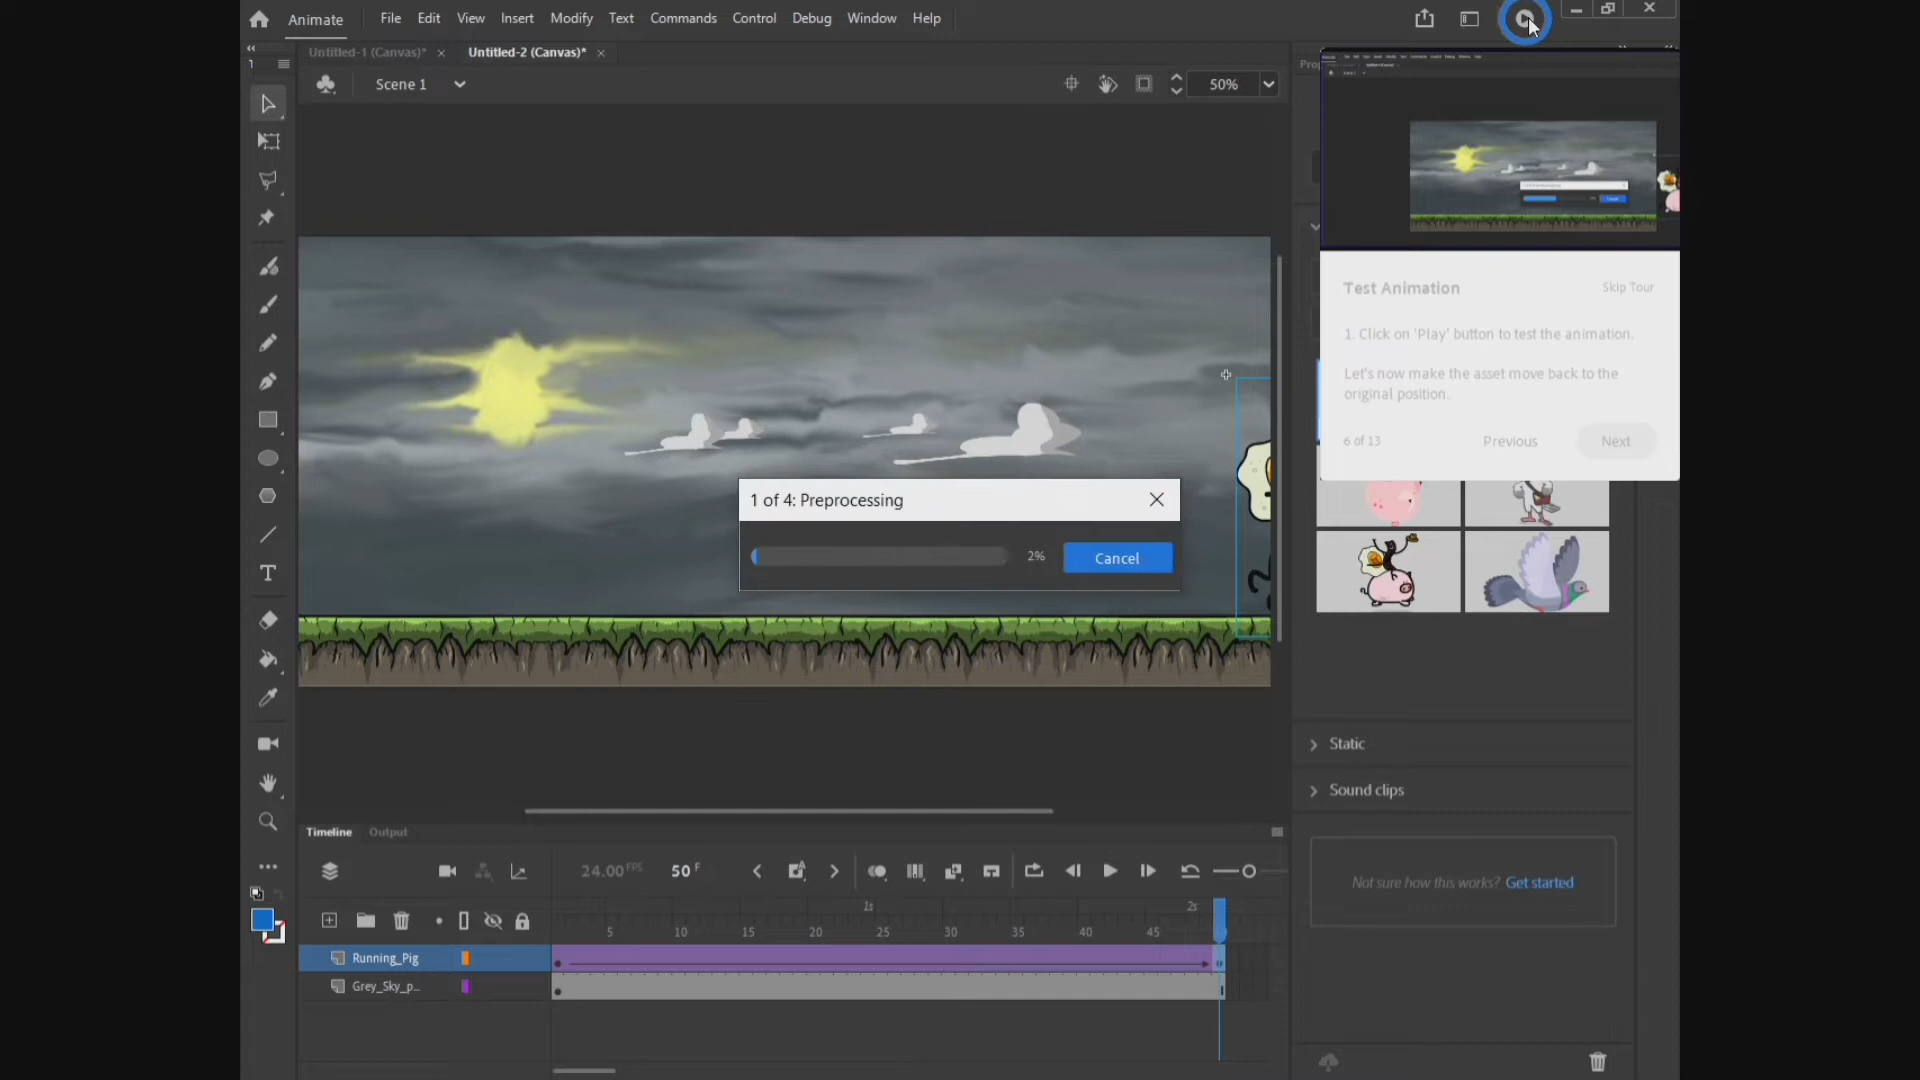 Animate File Edit View Insert Modify Text Commands Control Debug Window Help
Untitled-1 (Canvas)* Untitled-2 (Canvas)*
1
Scene 1
50%
Test Animation Skip Tour
1. Click on 'Play' button to test the animation.
Let's now make the asset move back to the
original position.
6 of 13 Previous Next
1 of 4: Preprocessing
2% Cancel
Static
Sound clips
Not sure how this works? Get started
Timeline Output
24.00 FPS 50 F
1s 2s
5 10 15 20 25 30 35 40 45
Running_Pig
Grey_Sky_p...